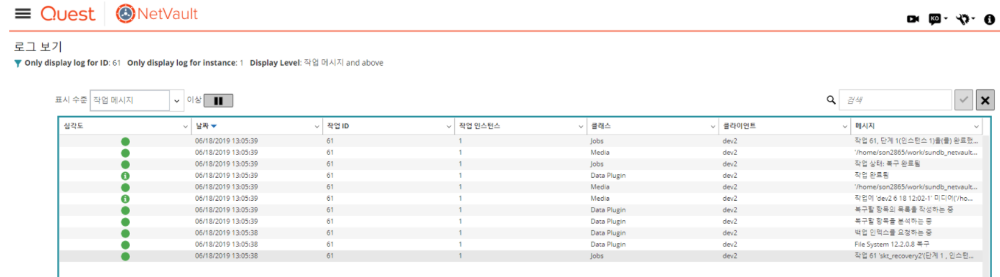 Quest NetVault
KO
로그 보기
Only display log for ID: 61 Only display log for instance: 1 Display Level: 작업 메시지 and above
표시 수준 작업 메시지 이상 검색
심각도 날짜 작업 ID 작업 인스턴스 클래스 클라이언트 메시지
06/18/2019 13:05:39 61 1 Jobs dev2 작업 61, 단계 1(인스턴스 1)을(를) 완료했...
06/18/2019 13:05:39 61 1 Media dev2 '/home/son2865/work/sundb_netvault...
06/18/2019 13:05:39 61 1 Jobs dev2 작업 상태: 복구 완료됨
06/18/2019 13:05:39 61 1 Data Plugin dev2 작업 완료됨
06/18/2019 13:05:39 61 1 Media dev2 '/home/son2865/work/sundb_netvault...
06/18/2019 13:05:39 61 1 Media dev2 작업에 'dev2 6 18 12:02-1' 미디어('/ho...
06/18/2019 13:05:39 61 1 Data Plugin dev2 복구할 항목의 목록을 작성하는 중
06/18/2019 13:05:39 61 1 Data Plugin dev2 복구할 항목을 분석하는 중
06/18/2019 13:05:38 61 1 Data Plugin dev2 백업 인덱스를 요청하는 중
06/18/2019 13:05:38 61 1 Data Plugin dev2 File System 12.2.0.8 복구
06/18/2019 13:05:38 61 1 Jobs dev2 작업 61 'skt_recovery2'(단계 1 , 인스턴...